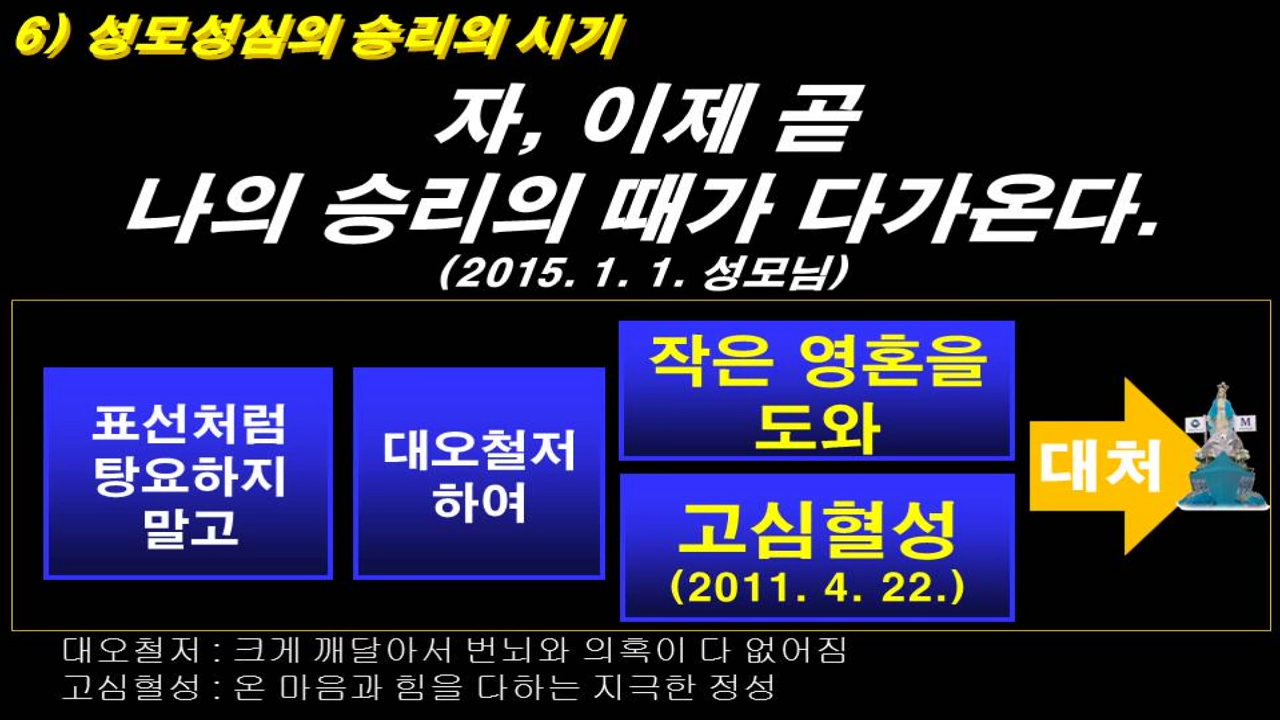 6) 성모성심의 승리의 시기
자, 이제 곧
나의 승리의 때가 다가온다.
(2015. 1. 1. 성모님)
표선처럼
탕요하지
말고
대오철저
하여
작은 영혼을
도와
고심혈성
(2011. 4. 22.)
대처
M
대오철저 : 크게 깨달아서 번뇌와 의혹이 다 없어짐
고심혈성 : 온 마음과 힘을 다하는 지극한 정성